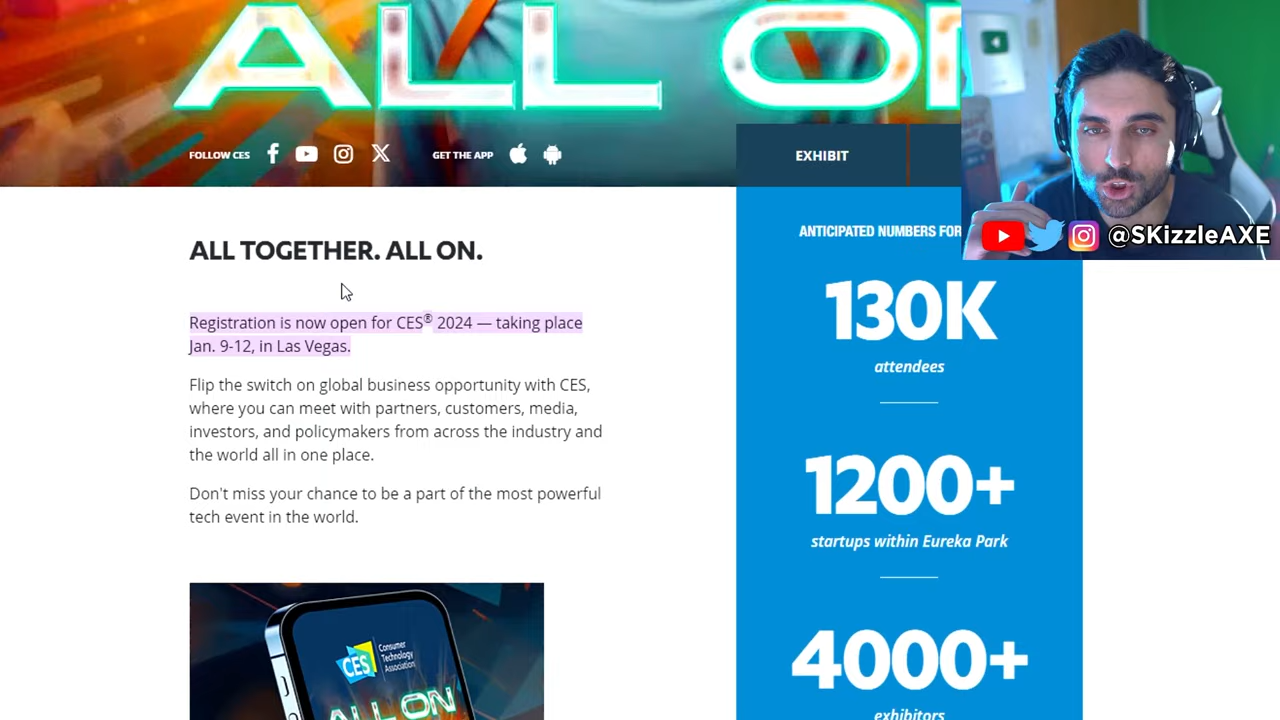 ALL ON
FOLLOW CES
GET THE APP
EXHIBIT
@SKizzleAXE
ALL TOGETHER. ALL ON.
Registration is now open for CES® 2024 — taking place
Jan. 9-12, in Las Vegas.
Flip the switch on global business opportunity with CES,
where you can meet with partners, customers, media,
investors, and policymakers from across the industry and
the world all in one place.
Don't miss your chance to be a part of the most powerful
tech event in the world.
CES Consumer
Technology
Association
ALL ON
ANTICIPATED NUMBERS FOR
130K
attendees
1200+
startups within Eureka Park
4000+
exhibitors